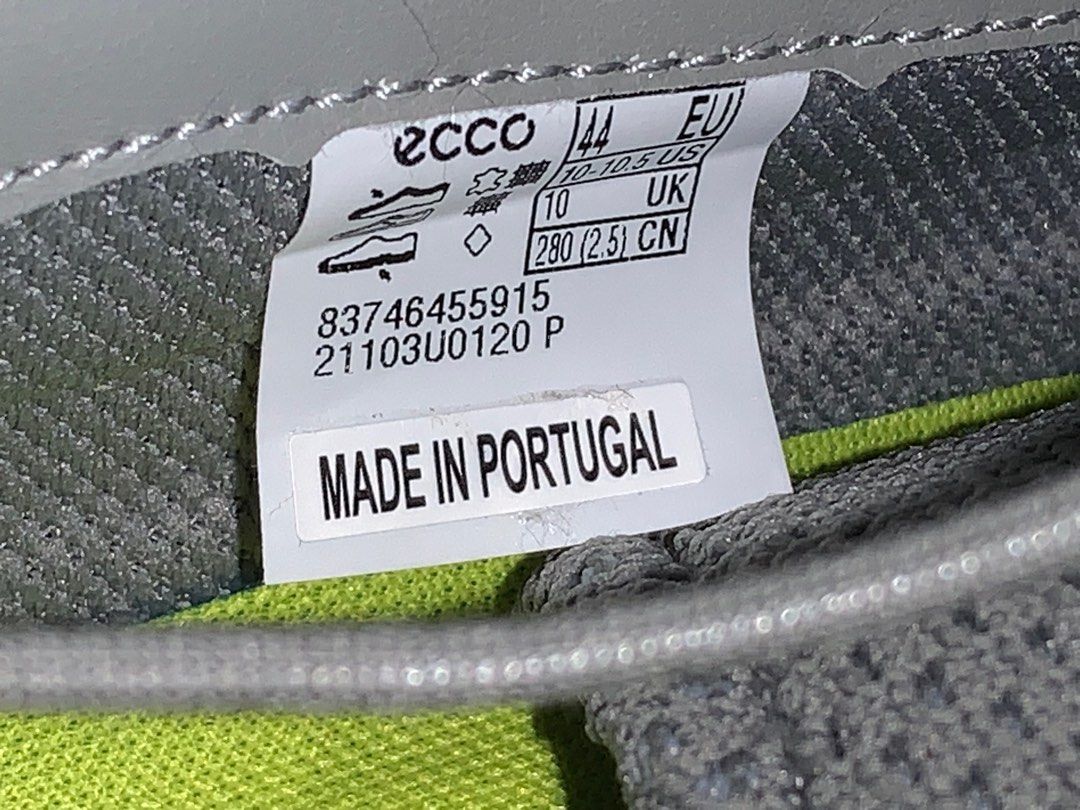 ecco
44 EU
10-10.5 US
10 UK
280 (2.5) CN
83746455915
21103U0120 P
MADE IN PORTUGAL